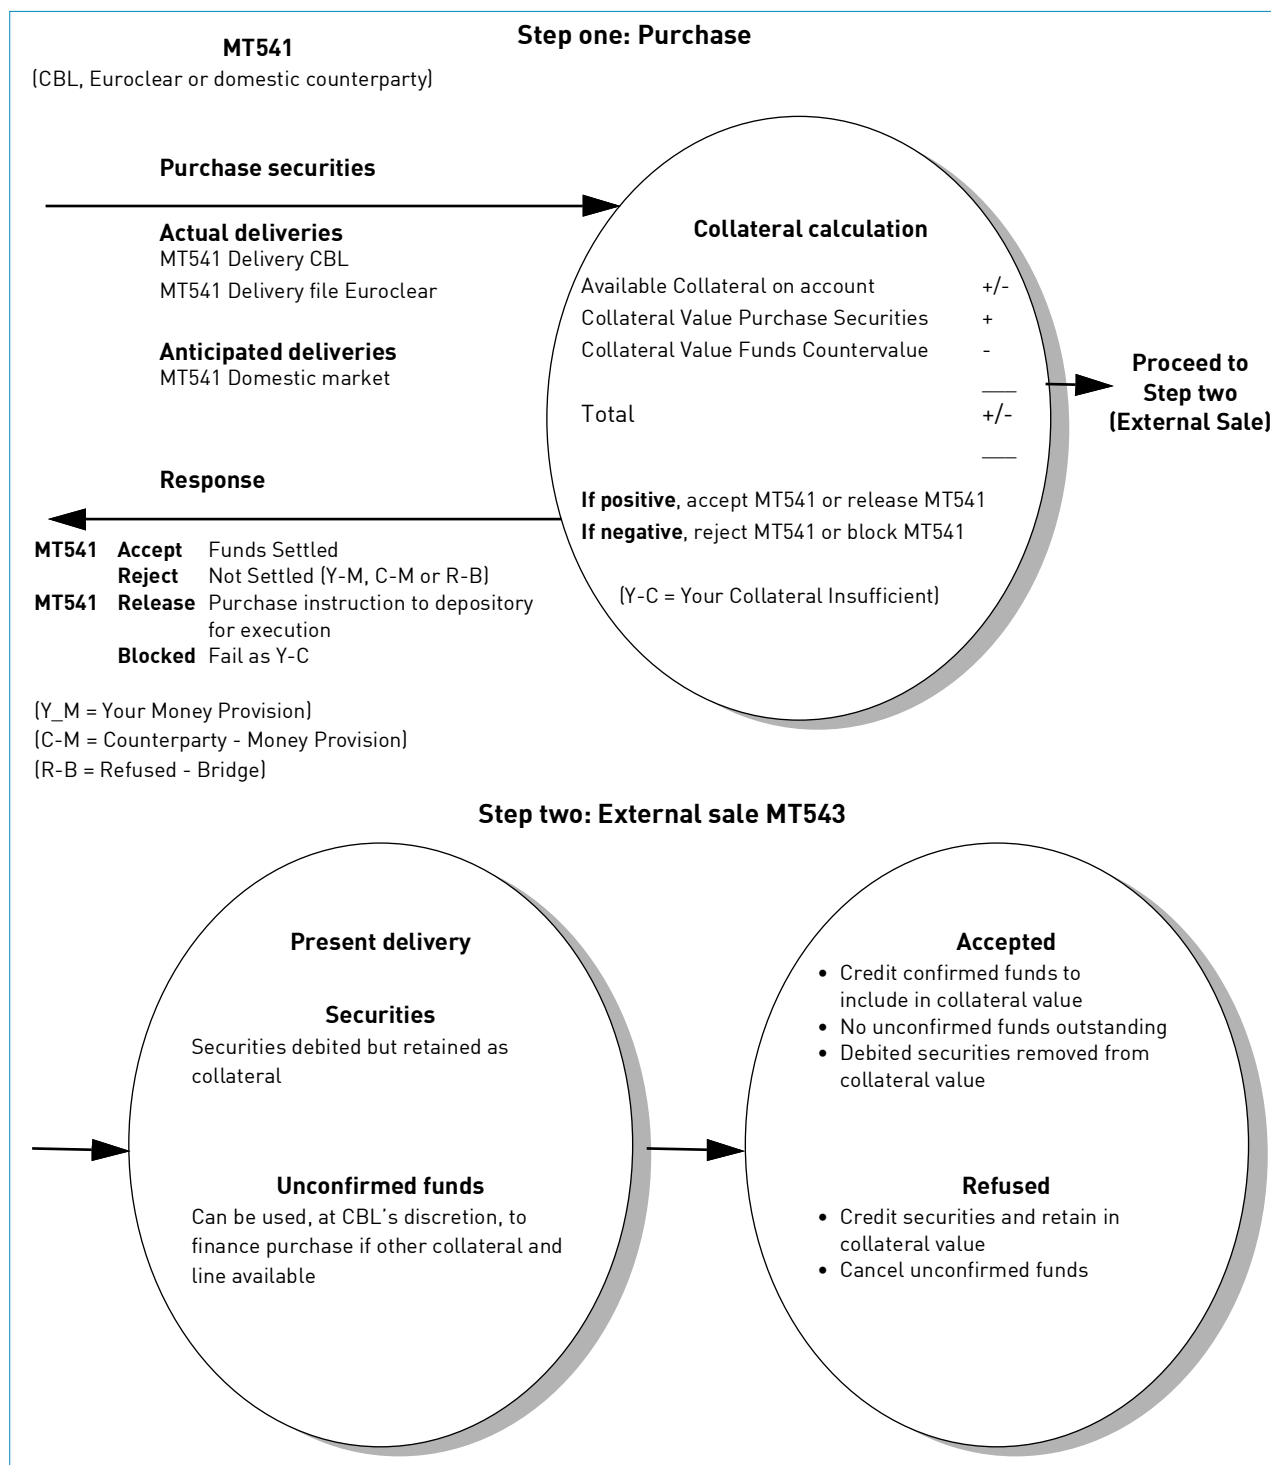 Step one: Purchase
MT541
(CBL, Euroclear or domestic counterparty)
Purchase securities
Actual deliveries
MT541 Delivery CBL
MT541 Delivery file Euroclear
Anticipated deliveries
MT541 Domestic market
Response
MT541 Accept Funds Settled
Reject Not Settled (Y-M, C-M or R-B)
MT541 Release Purchase instruction to depository
for execution
Blocked Fail as Y-C
(Y_M = Your Money Provision)
(C-M = Counterparty - Money Provision)
(R-B = Refused - Bridge)
Collateral calculation
Available Collateral on account +/-
Collateral Value Purchase Securities +
Collateral Value Funds Countervalue -
___
Total +/-
___
If positive, accept MT541 or release MT541
If negative, reject MT541 or block MT541
(Y-C = Your Collateral Insufficient)
Proceed to
Step two
(External Sale)
Step two: External sale MT543
Present delivery
Securities
Securities debited but retained as
collateral
Unconfirmed funds
Can be used, at CBL's discretion, to
finance purchase if other collateral and
line available
Accepted
• Credit confirmed funds to
include in collateral value
• No unconfirmed funds outstanding
• Debited securities removed from
collateral value
Refused
• Credit securities and retain in
collateral value
• Cancel unconfirmed funds